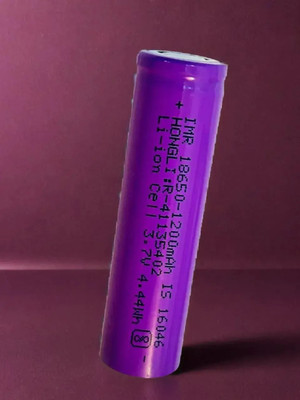 + IMR 18650-1200mAh IS 16046
HONGLI:R-41135402
Li-ion Cell 3.7V 4.44Wh -